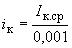 iк = Iк.ср / 0,001